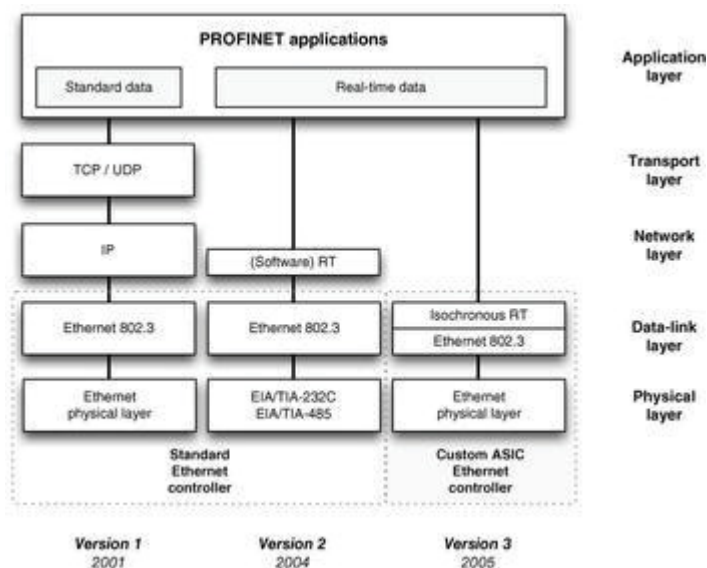 PROFINET applications
Standard data
Real-time data
Application
layer
TCP / UDP
Transport
layer
IP
(Software) RT
Network
layer
Ethernet 802.3
Ethernet 802.3
Isochronous RT
Ethernet 802.3
Data-link
layer
Ethernet
physical layer
EIA/TIA-232C
EIA/TIA-485
Ethernet
physical layer
Physical
layer
Standard
Ethernet
controller
Custom ASIC
Ethernet
controller
Version 1
2001
Version 2
2004
Version 3
2005